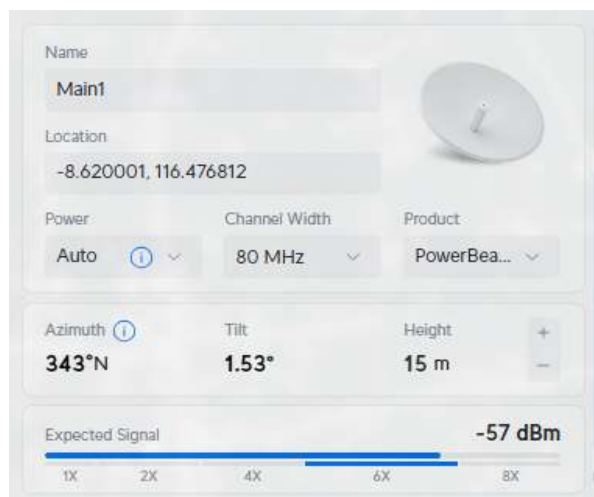 Name
Main1
Location
-8.620001, 116.476812
Power Channel Width Product
Auto 80 MHz PowerBea...
Azimuth Tilt Height
343°N 1.53° 15 m
Expected Signal -57 dBm
1X 2X 4X 6X 8X